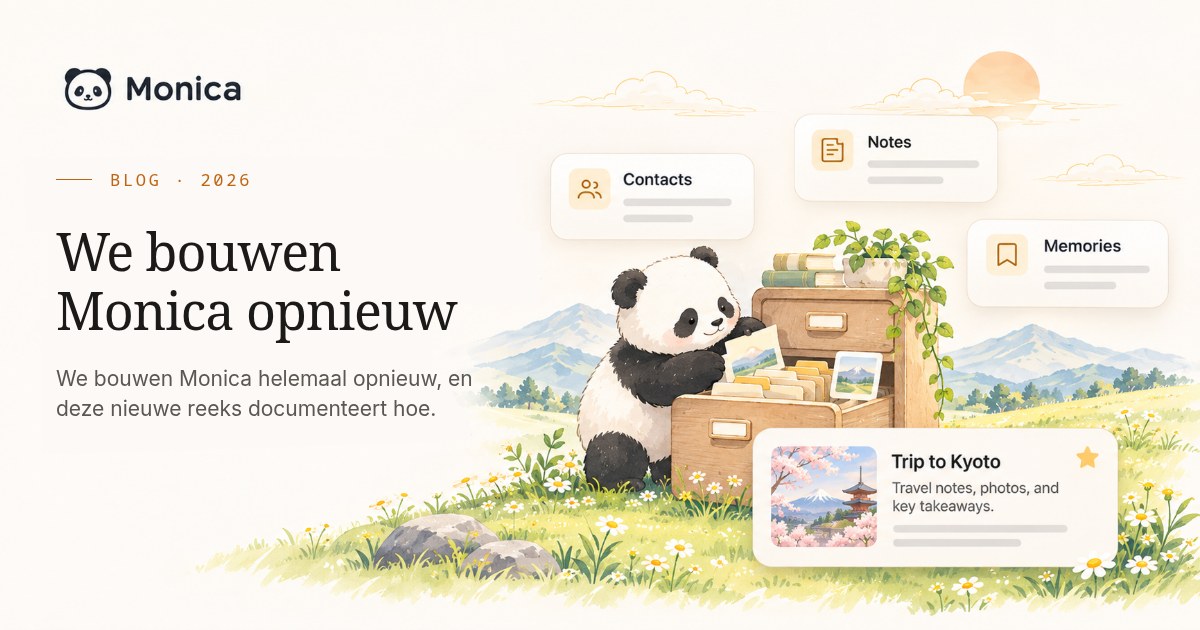 Monica
BLOG · 2026
We bouwen
Monica opnieuw
We bouwen Monica helemaal opnieuw, en
deze nieuwe reeks documenteert hoe.
Contacts
Notes
Memories
Trip to Kyoto
Travel notes, photos, and
key takeaways.